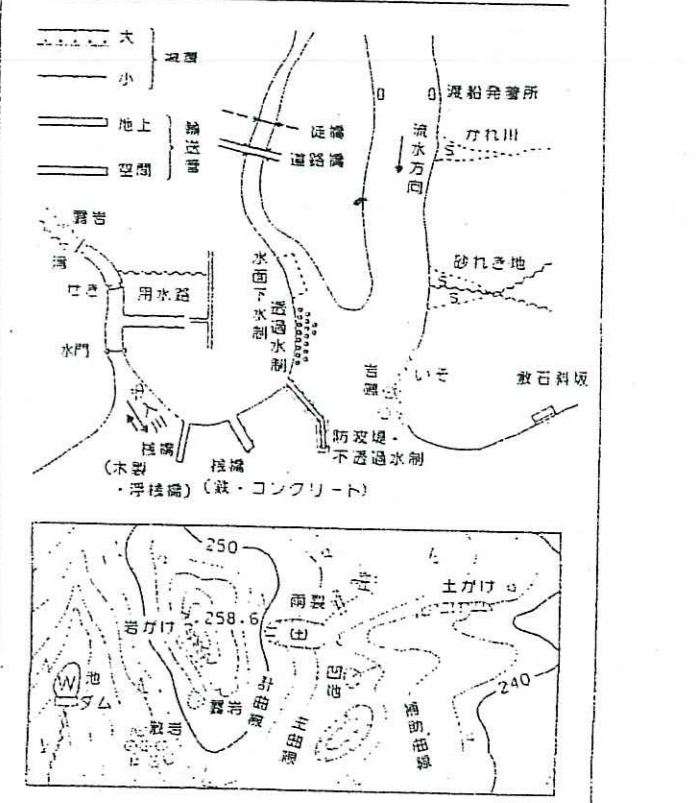 大
小
地上
空間
輸送管
渡船発着所
徒橋
道路橋
流水方向
かれ川
S
露岩
滝
せき
用水路
水面下水制
透過水制
砂れき地
S
S
水門
岩礁
いそ
敷石斜坂
桟橋
(木製
・浮桟橋)
桟橋
(鉄・コンクリート)
防波堤・
不透過水制
250
雨裂
土がけ
岩がけ
.258.6
凹地
池
W
ダム
露岩
計曲線
主曲線
240
散岩